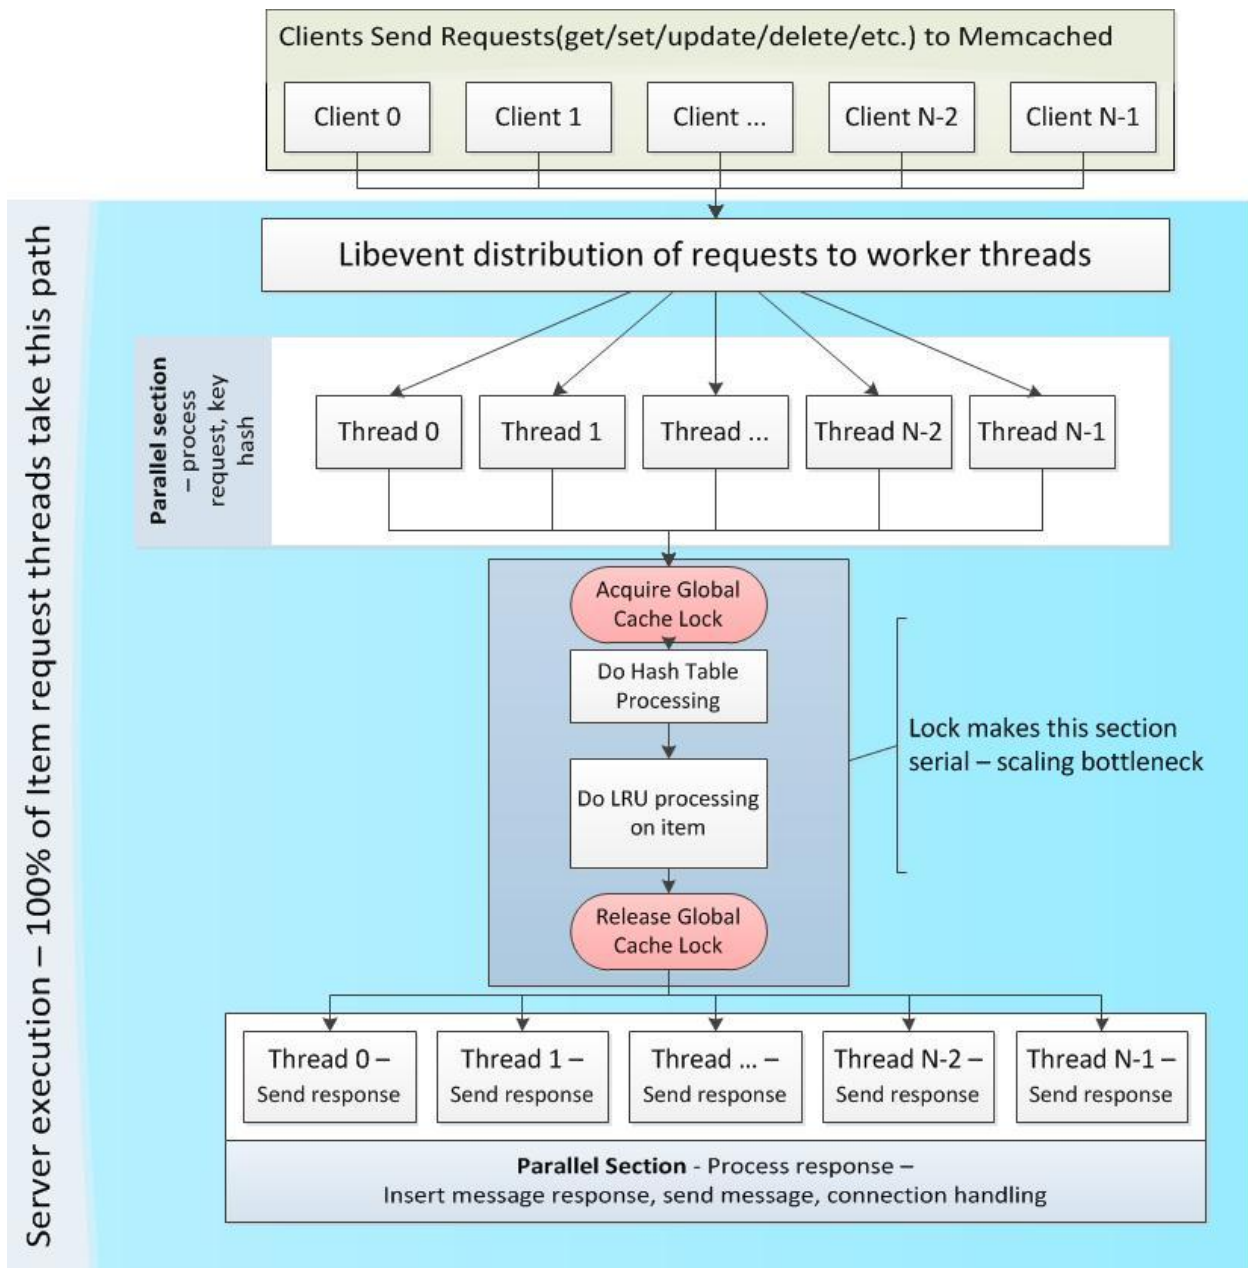 Clients Send Requests(get/set/update/delete/etc.) to Memcached
Client 0
Client 1
Client ...
Client N-2
Client N-1
Server execution – 100% of Item request threads take this path
Libevent distribution of requests to worker threads
Parallel section
– process
request, key
hash
Thread 0
Thread 1
Thread ...
Thread N-2
Thread N-1
Acquire Global
Cache Lock
Do Hash Table
Processing
Do LRU processing
on item
Release Global
Cache Lock
Lock makes this section
serial – scaling bottleneck
Thread 0 –
Send response
Thread 1 –
Send response
Thread ... –
Send response
Thread N-2 –
Send response
Thread N-1 –
Send response
Parallel Section - Process response –
Insert message response, send message, connection handling